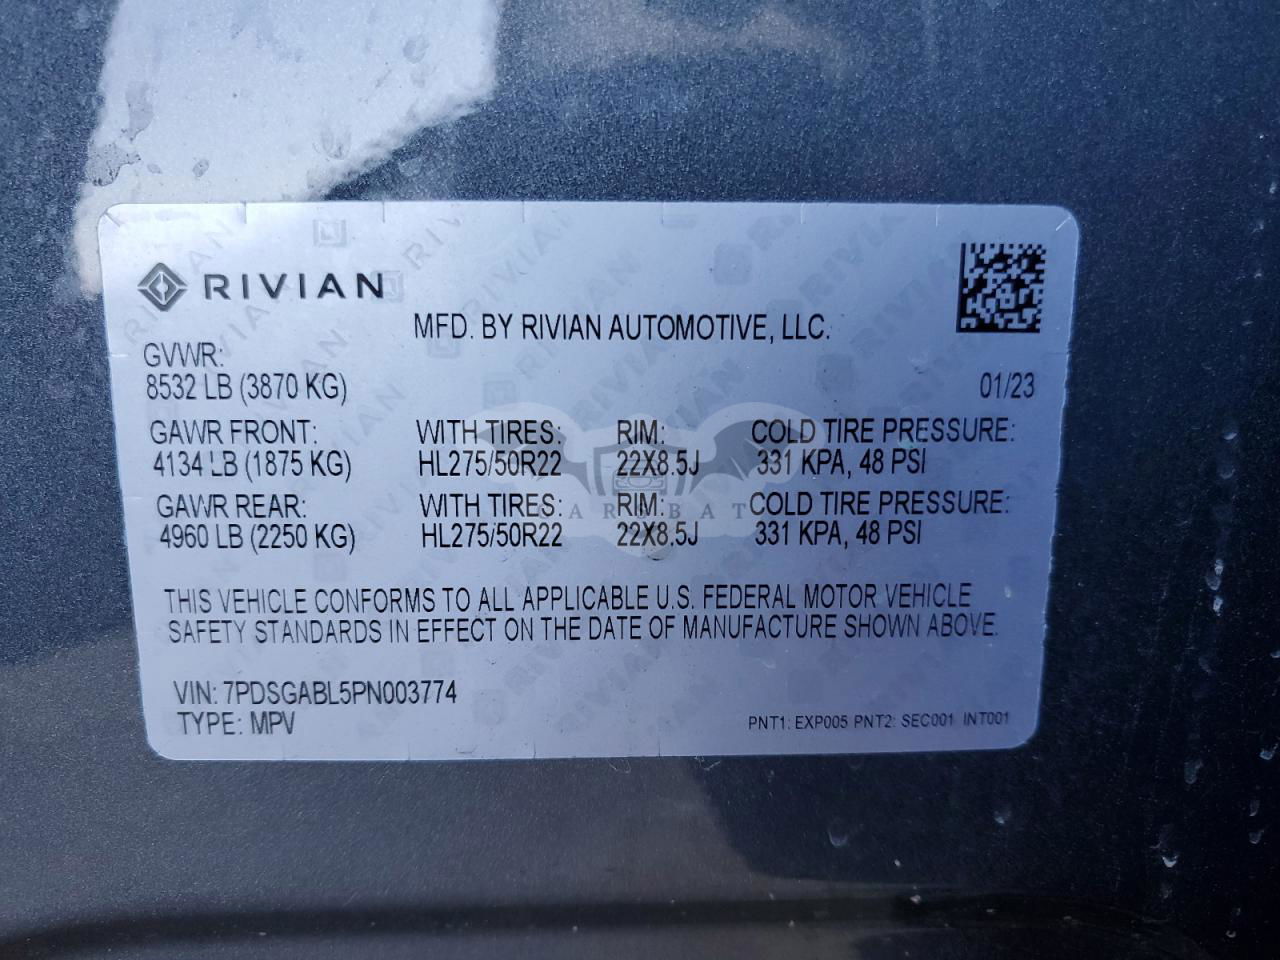 RIVIAN
MFD. BY RIVIAN AUTOMOTIVE, LLC.
GVWR:
8532 LB (3870 KG)
01/23
GAWR FRONT: WITH TIRES: RIM: COLD TIRE PRESSURE:
4134 LB (1875 KG) HL275/50R22 22X8.5J 331 KPA, 48 PSI
GAWR REAR: WITH TIRES: RIM: COLD TIRE PRESSURE:
CARSBAT
4960 LB (2250 KG) HL275/50R22 22X8.5J 331 KPA, 48 PSI
THIS VEHICLE CONFORMS TO ALL APPLICABLE U.S. FEDERAL MOTOR VEHICLE
SAFETY STANDARDS IN EFFECT ON THE DATE OF MANUFACTURE SHOWN ABOVE.
VIN: 7PDSGABL5PN003774
TYPE: MPV
PNT1: EXP005 PNT2: SEC001 INT001